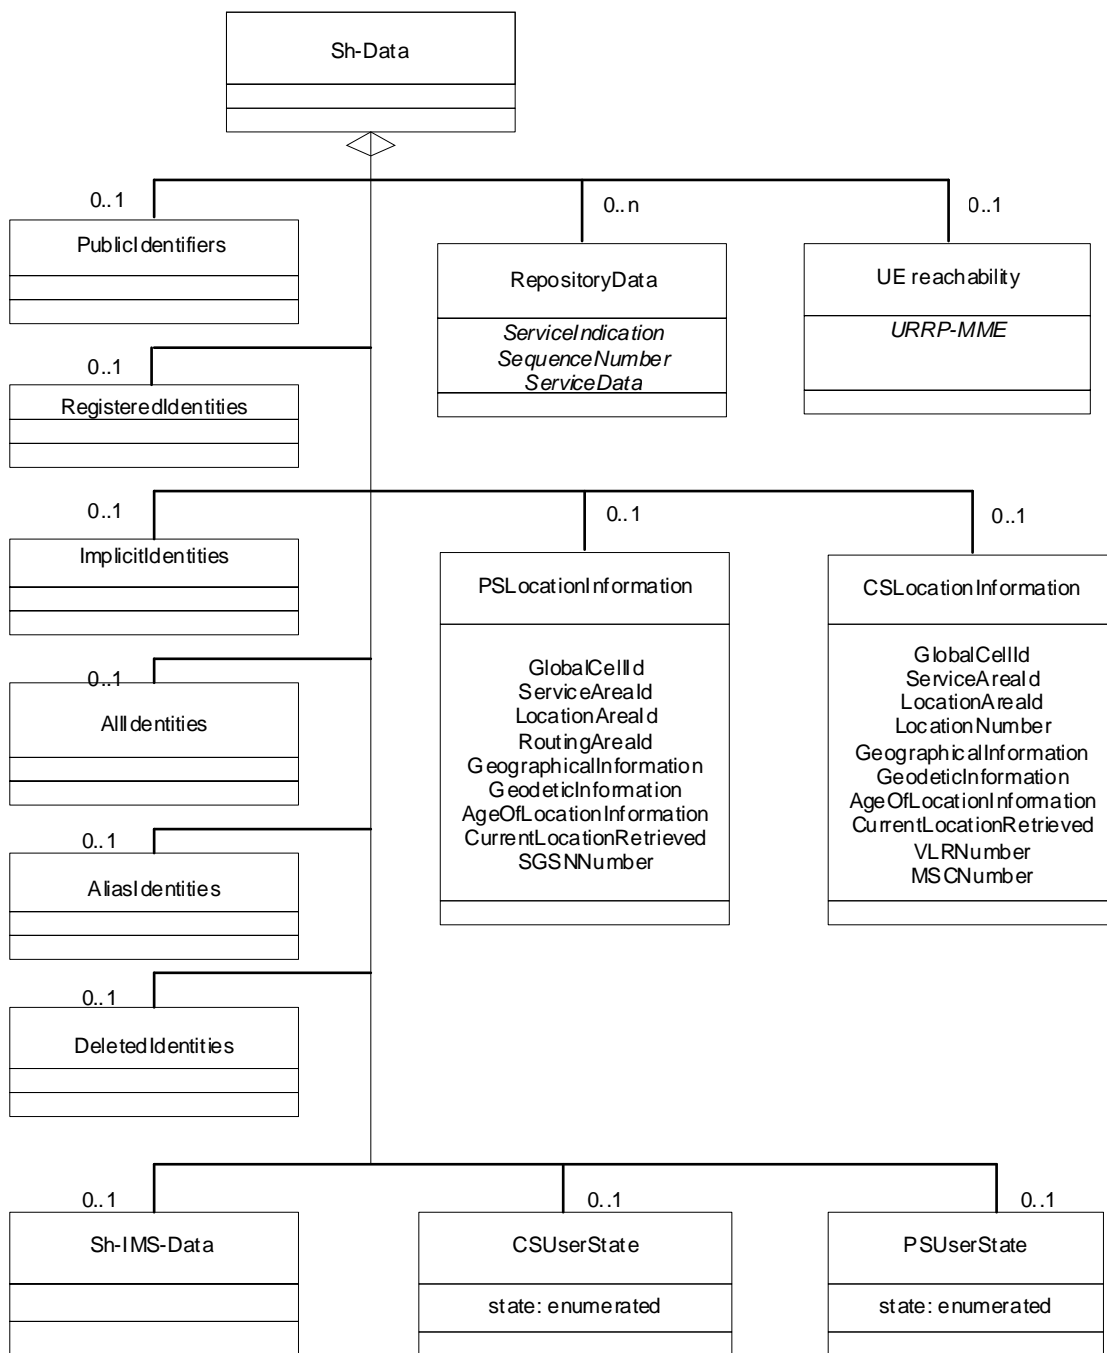 Sh-Data
0..1
0..n
0..1
PublicIdentifiers
RepositoryData
ServiceIndication
SequenceNumber
ServiceData
UE reachability
URRP-MME
0..1
RegisteredIdentities
0..1
0..1
0..1
ImplicitIdentities
PSLocationInformation
GlobalCellId
ServiceAreaId
LocationAreaId
RoutingAreaId
GeographicalInformation
GeodeticInformation
AgeOfLocationInformation
CurrentLocationRetrieved
SGSNNumber
CSLocationInformation
GlobalCellId
ServiceAreaId
LocationAreaId
LocationNumber
GeographicalInformation
GeodeticInformation
AgeOfLocationInformation
CurrentLocationRetrieved
VLRNumber
MSCNumber
0..1
AllIdentities
0..1
AliasIdentities
0..1
DeletedIdentities
0..1
0..1
0..1
Sh-IMS-Data
CSUserState
state: enumerated
PSUserState
state: enumerated